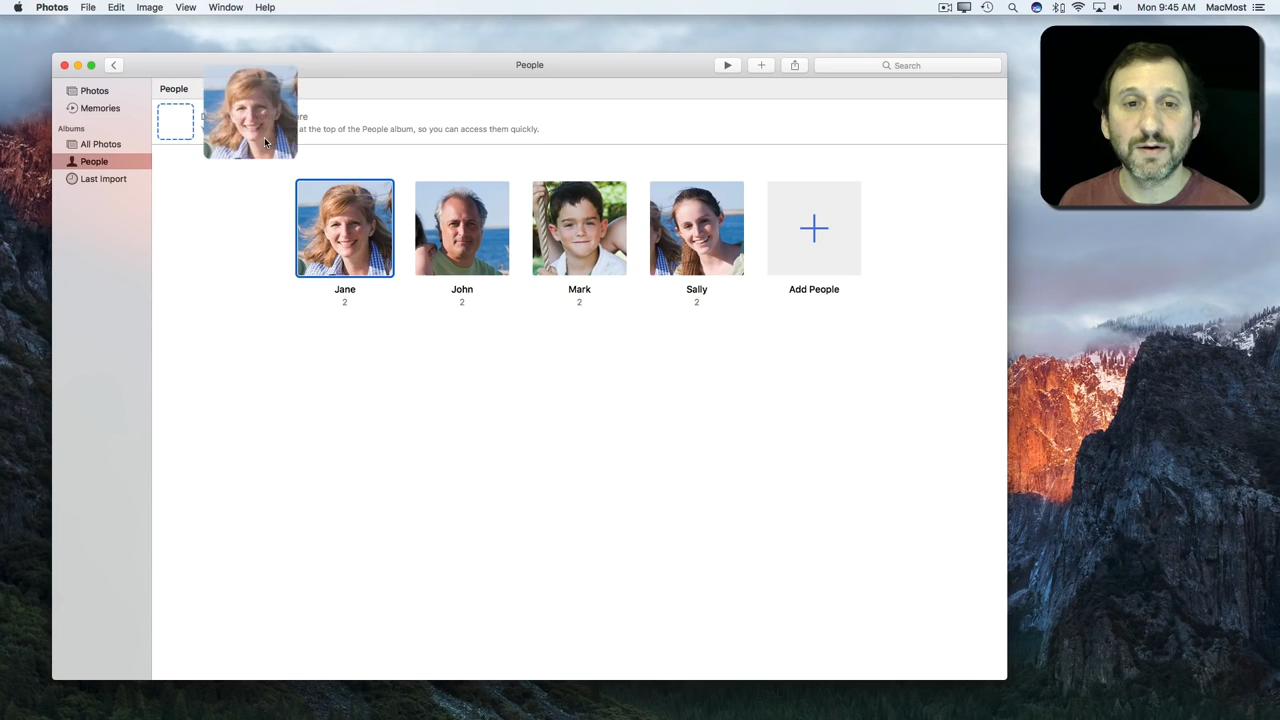 Photos File Edit Image View Window Help Mon 9:45 AM MacMost
People Search
Photos
Memories
Albums
All Photos
People
Last Import
People
at the top of the People album, so you can access them quickly.
Jane John Mark Sally Add People
2 2 2 2